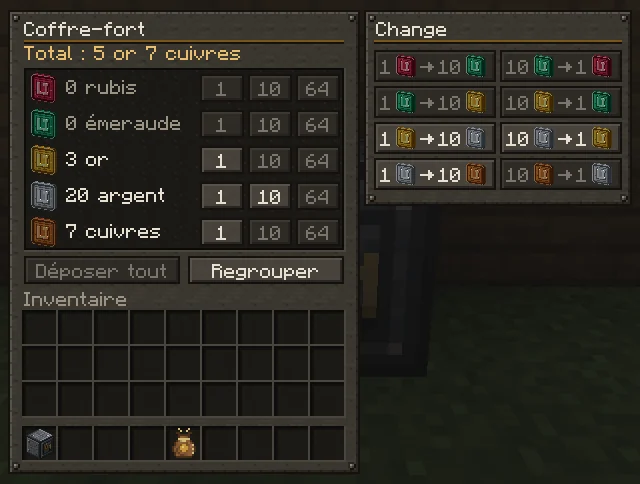 Coffre-fort
Total : 5 or 7 cuivres
0 rubis 1 10 64
0 émeraude 1 10 64
3 or 1 10 64
20 argent 1 10 64
7 cuivres 1 10 64
Déposer tout Regrouper
Inventaire
Change
1 →10 10 →1
1 →10 10 →1
1 →10 10 →1
1 →10 10 →1